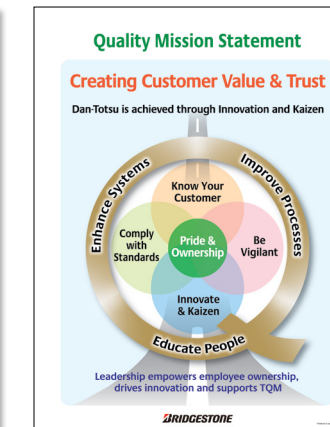 Quality Mission Statement
Creating Customer Value & Trust
Dan-Totsu is achieved through Innovation and Kaizen
Enhance Systems
Improve Processes
Know Your
Customer
Comply
with
Standards
Pride &
Ownership
Be
Vigilant
Innovate
& Kaizen
Educate People
Leadership empowers employee ownership,
drives innovation and supports TQM
BRIDGESTONE